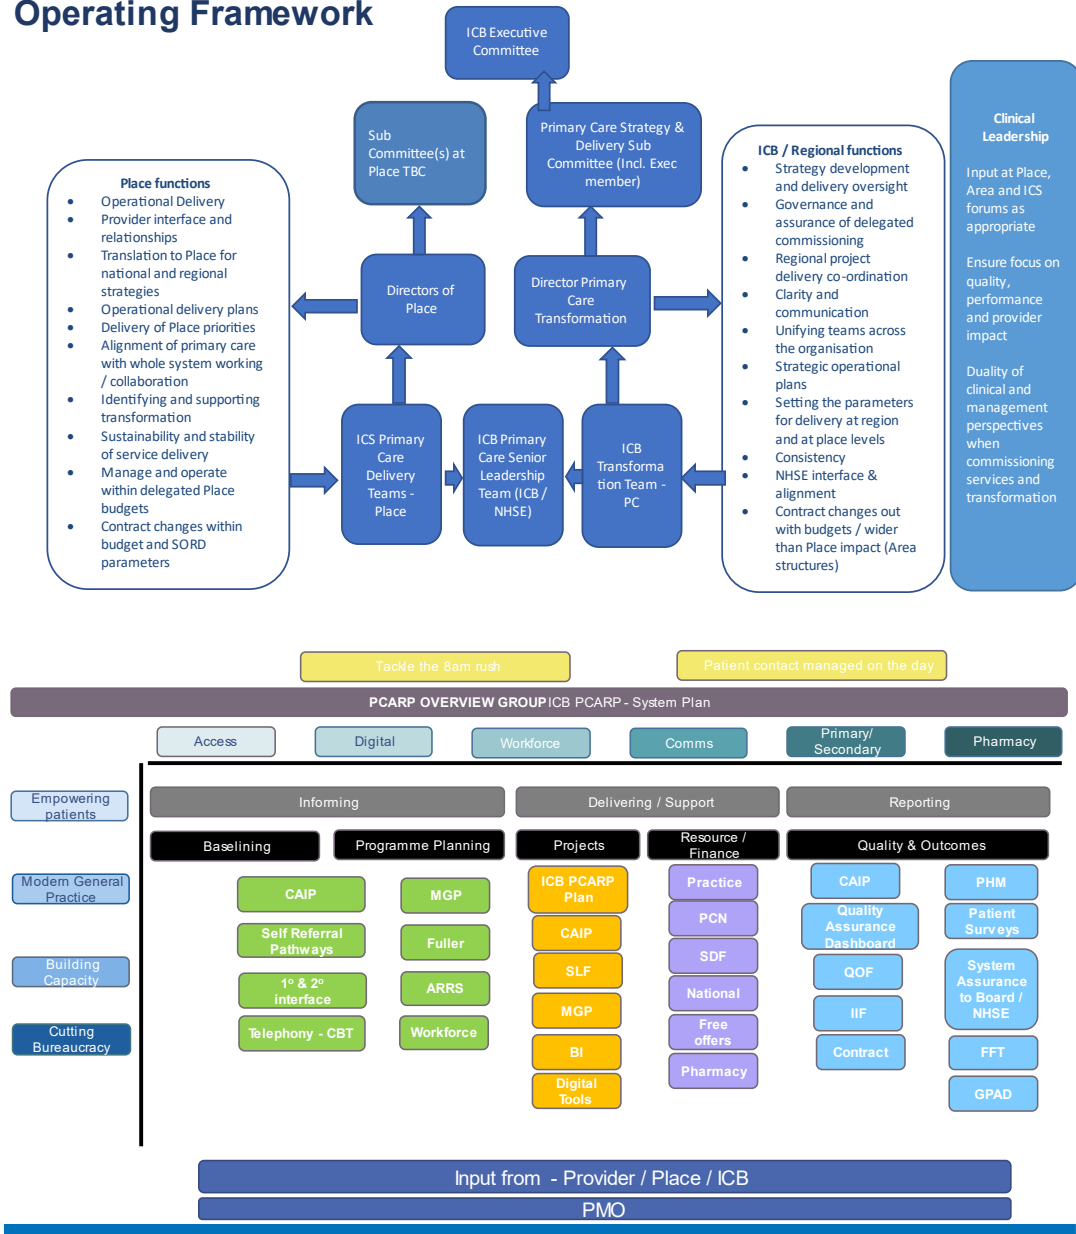 Operating Framework
ICB Executive
Committee
Sub
Committee(s) at
Place TBC
Primary Care Strategy &
Delivery Sub
Committee (Incl. Exec
member)
Directors of
Place
Director Primary
Care
Transformation
ICS Primary
Care
Delivery
Teams -
Place
ICB Primary
Care Senior
Leadership
Team (ICB /
NHSE)
ICB
Transforma
tion Team -
PC
Place functions
• Operational Delivery
• Provider interface and
relationships
• Translation to Place for
national and regional
strategies
• Operational delivery plans
• Delivery of Place priorities
• Alignment of primary care
with whole system working
/ collaboration
• Identifying and supporting
transformation
• Sustainability and stability
of service delivery
• Manage and operate
within delegated Place
budgets
• Contract changes within
budget and SORD
parameters
ICB / Regional functions
• Strategy development
and delivery oversight
• Governance and
assurance of delegated
commissioning
• Regional project
delivery co-ordination
• Clarity and
communication
• Unifying teams across
the organisation
• Strategic operational
plans
• Setting the parameters
for delivery at region
and at place levels
• Consistency
• NHSE interface &
alignment
• Contract changes out
with budgets / wider
than Place impact (Area
structures)
Clinical
Leadership
Input at Place,
Area and ICS
forums as
appropriate
Ensure focus on
quality,
performance
and provider
impact
Duality of
clinical and
management
perspectives
when
commissioning
services and
transformation
Tackle the 8am rush
Patient contact managed on the day
PCARP OVERVIEW GROUP ICB PCARP - System Plan
Access
Digital
Workforce
Comms
Primary/
Secondary
Pharmacy
Empowering
patients
Modern General
Practice
Building
Capacity
Cutting
Bureaucracy
Informing
Delivering / Support
Reporting
Baselining
Programme Planning
Projects
Resource /
Finance
Quality & Outcomes
CAIP
Self Referral
Pathways
1º & 2º
interface
Telephony - CBT
MGP
Fuller
ARRS
Workforce
ICB PCARP
Plan
CAIP
SLF
MGP
BI
Digital
Tools
Practice
PCN
SDF
National
Free
offers
Pharmacy
CAIP
Quality
Assurance
Dashboard
QOF
IIF
Contract
PHM
Patient
Surveys
System
Assurance
to Board /
NHSE
FFT
GPAD
Input from - Provider / Place / ICB
PMO